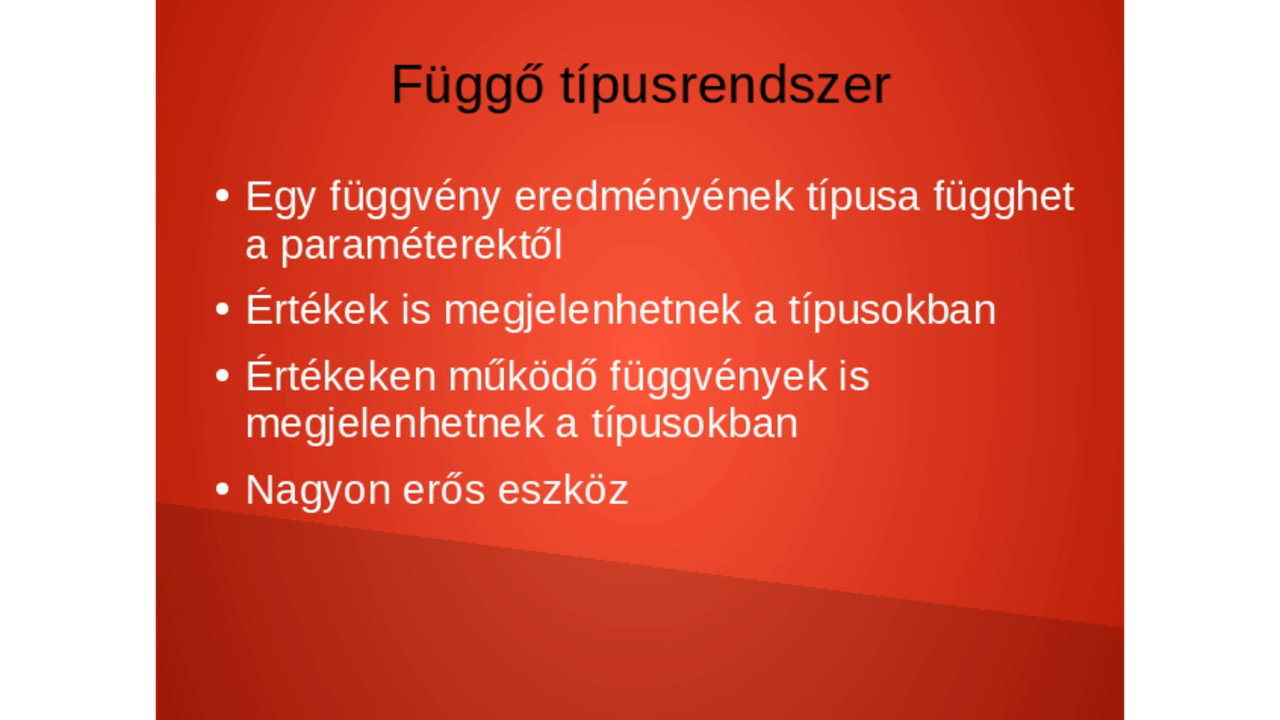 Függő típusrendszer
• Egy függvény eredményének típusa függhet
a paraméterektől
• Értékek is megjelenhetnek a típusokban
• Értékeken működő függvények is
megjelenhetnek a típusokban
• Nagyon erős eszköz